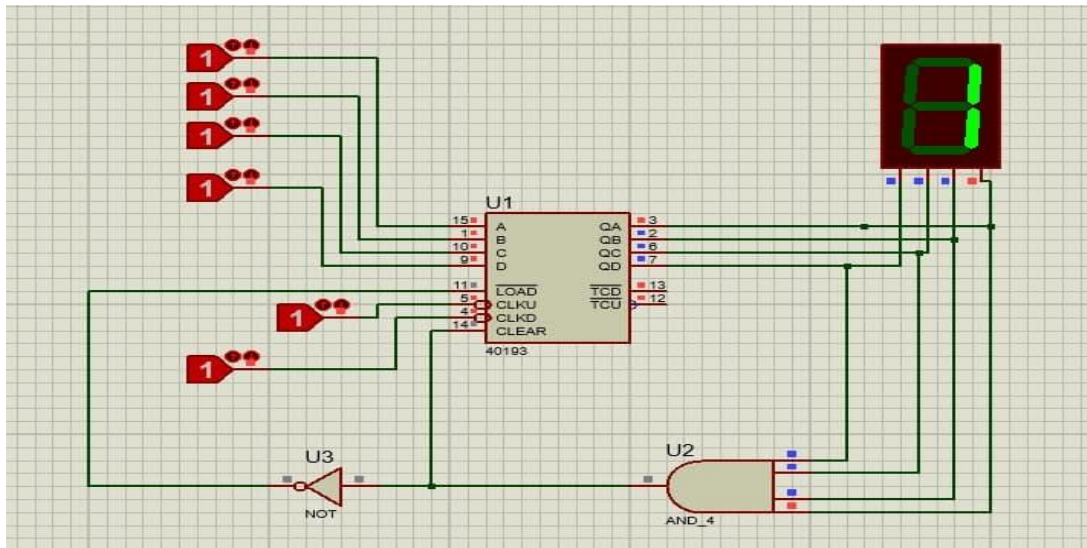 1
1
1
1
U1
15 A QA 3
1 B QB 2
10 C QC 6
9 D QD 7
11 LOAD TCD 13
5 CLKU TCU 12
4 CLKD
14 CLEAR
40193
1
1
1
U3
NOT
U2
AND_4